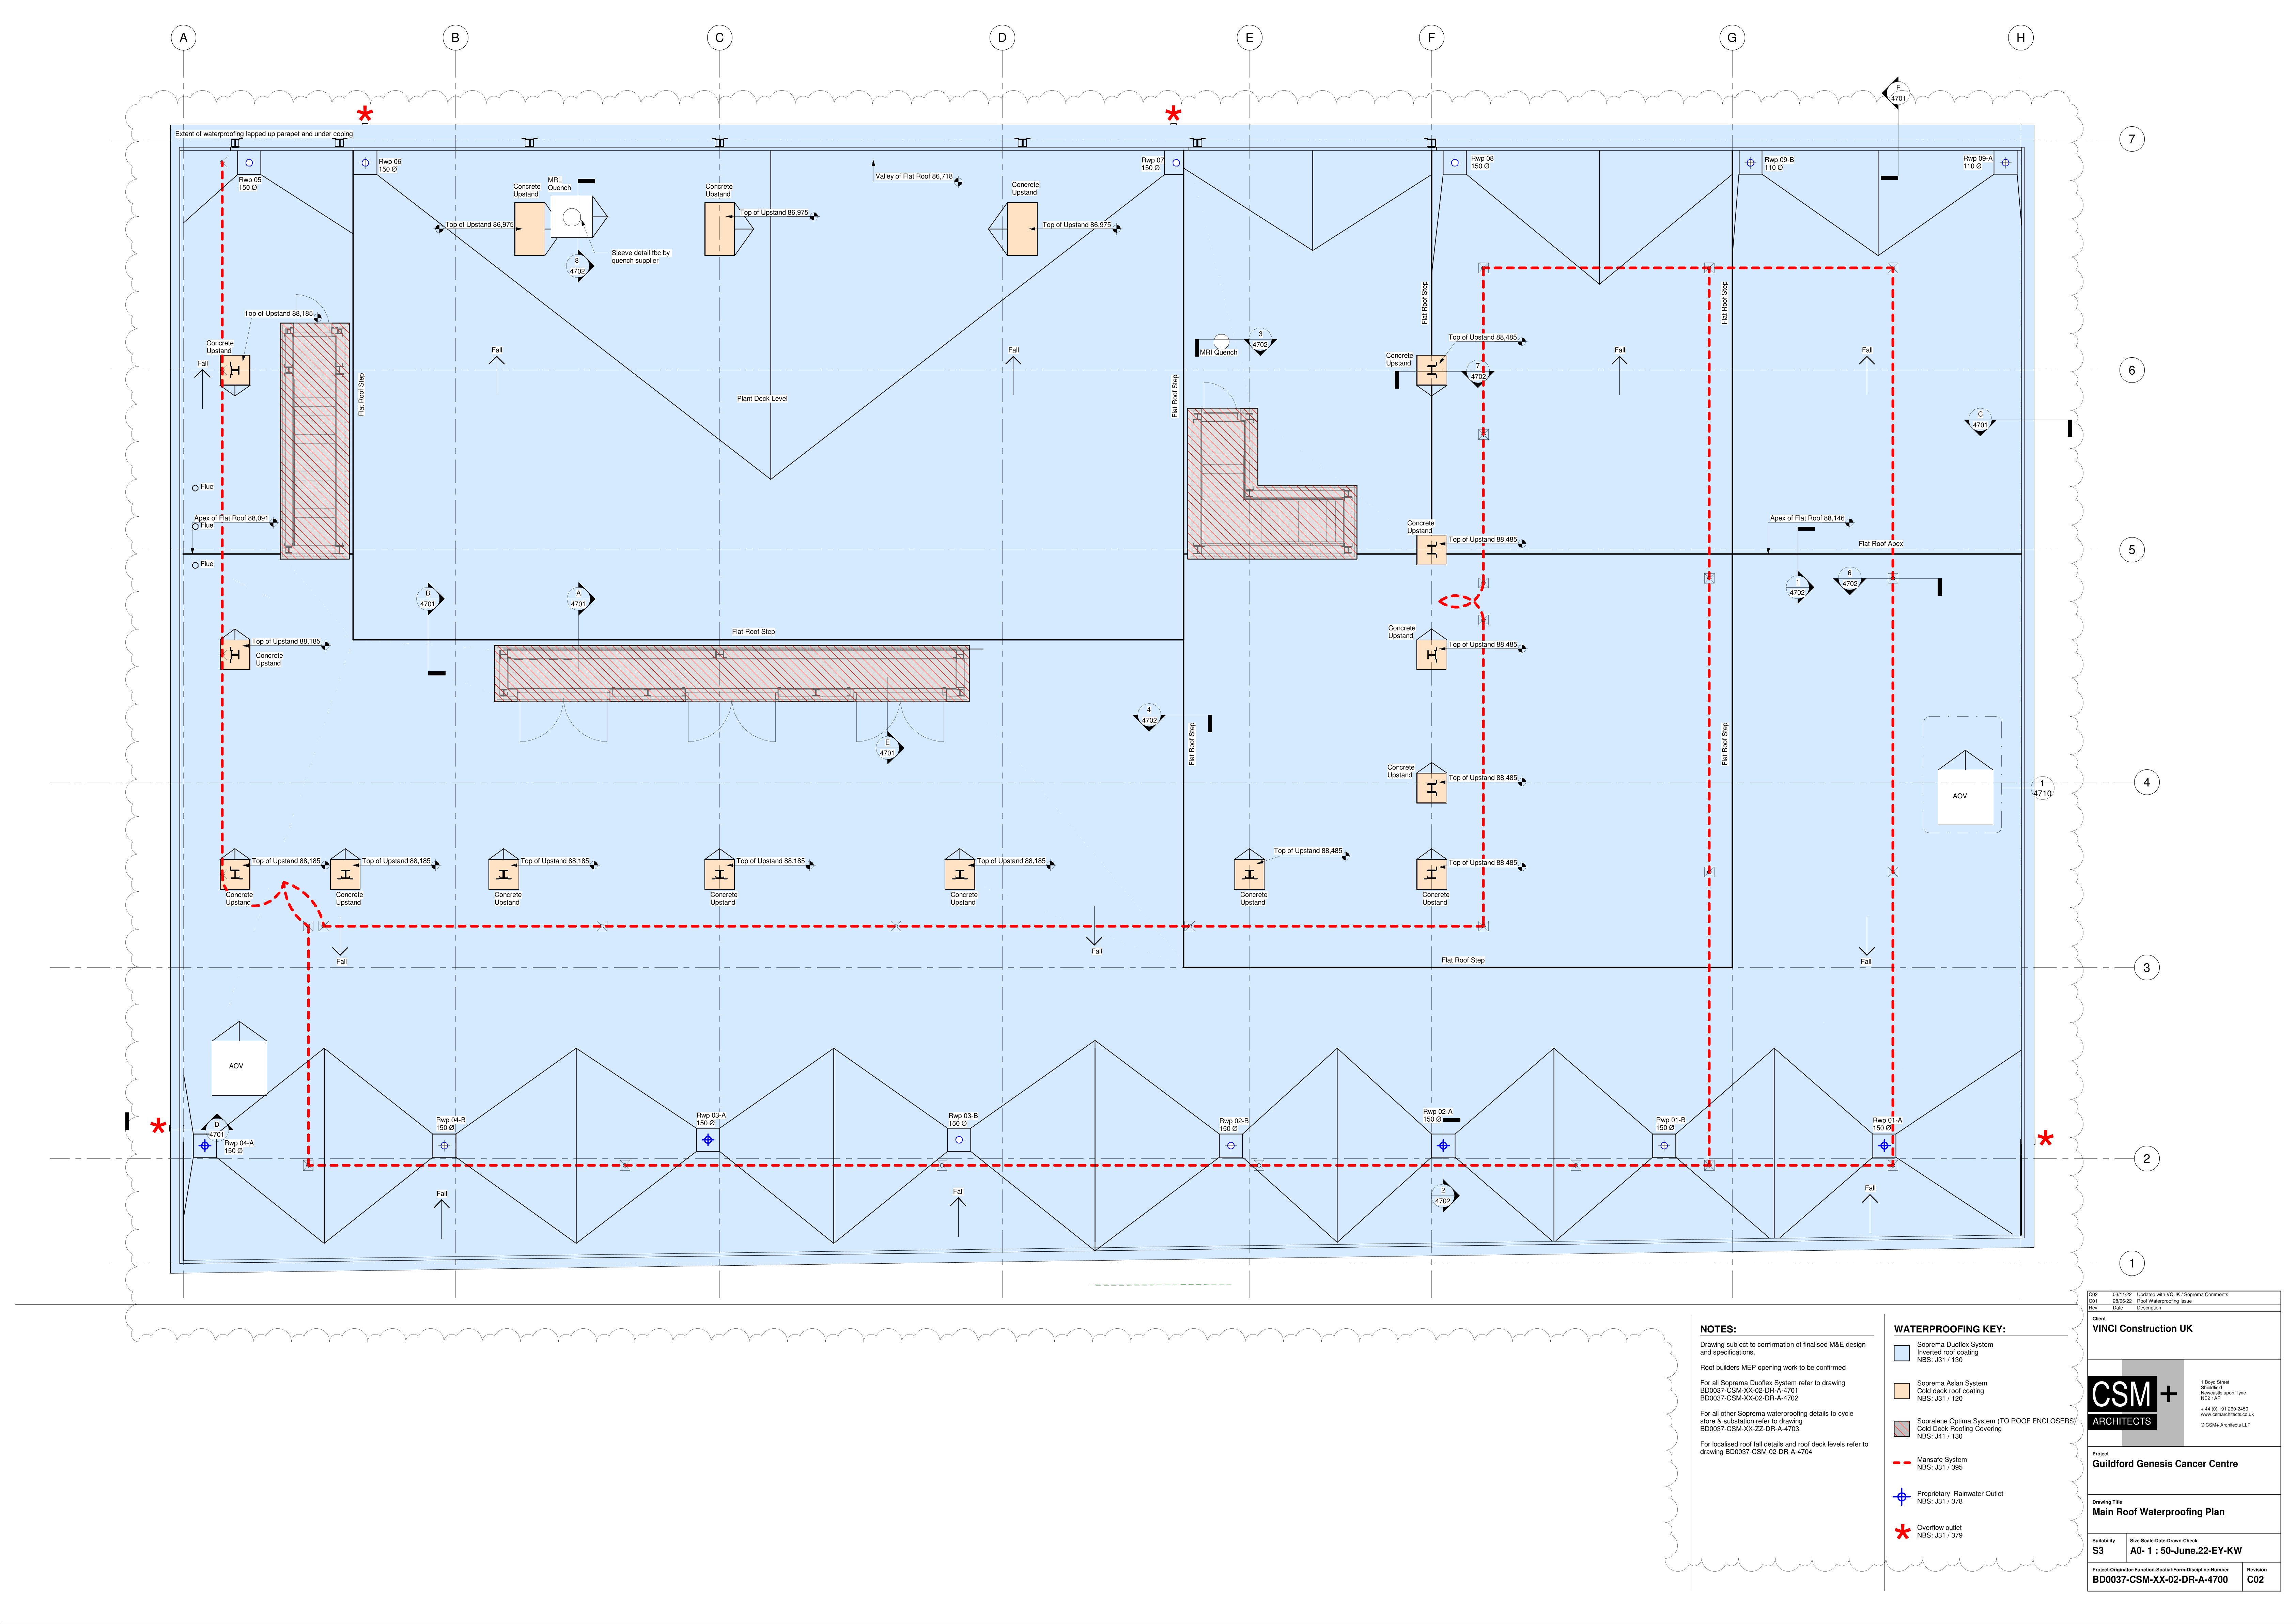 A
B
C
D
E
F
G
H
F
4701
Extent of waterproofing lapped up parapet and under coping
7
Rwp 05
150 Ø
Rwp 06
150 Ø
Rwp 07
150 Ø
Rwp 08
150 Ø
Rwp 09-B
110 Ø
Rwp 09-A
110 Ø
Valley of Flat Roof 86,718
Concrete
Upstand
MRL
Quench
Concrete
Upstand
Concrete
Upstand
Top of Upstand 86,975
Top of Upstand 86,975
Top of Upstand 86,975
Sleeve detail tbc by
quench supplier
8
4702
Flat Roof Step
Flat Roof Step
Top of Upstand 88,185
Concrete
Upstand
Fall
Fall
Fall
MRI Quench
3
4702
Top of Upstand 88,485
Concrete
Upstand
7
4702
Fall
Fall
6
Flat Roof Step
Plant Deck Level
Flat Roof Step
C
4701
Flue
Apex of Flat Roof 88,091
Flue
Flue
Concrete
Upstand
Top of Upstand 88,485
Apex of Flat Roof 88,146
Flat Roof Apex
5
B
4701
A
4701
1
4702
6
4702
Flat Roof Step
Top of Upstand 88,185
Concrete
Upstand
Concrete
Upstand
Top of Upstand 88,485
4
4702
Flat Roof Step
Flat Roof Step
E
4701
Concrete
Upstand
Top of Upstand 88,485
AOV
1
4710
4
Top of Upstand 88,185
Top of Upstand 88,185
Top of Upstand 88,185
Top of Upstand 88,185
Top of Upstand 88,185
Top of Upstand 88,485
Top of Upstand 88,485
Concrete
Upstand
Concrete
Upstand
Concrete
Upstand
Concrete
Upstand
Concrete
Upstand
Concrete
Upstand
Concrete
Upstand
Fall
Fall
Fall
Flat Roof Step
3
AOV
D
4701
Rwp 04-A
150 Ø
Rwp 04-B
150 Ø
Rwp 03-A
150 Ø
Rwp 03-B
150 Ø
Rwp 02-B
150 Ø
Rwp 02-A
150 Ø
Rwp 01-B
150 Ø
Rwp 01-A
150 Ø
2
2
4702
Fall
Fall
Fall
1
NOTES:
Drawing subject to confirmation of finalised M&E design
and specifications.
Roof builders MEP opening work to be confirmed
For all Soprema Duoflex System refer to drawing
BD0037-CSM-XX-02-DR-A-4701
BD0037-CSM-XX-02-DR-A-4702
For all other Soprema waterproofing details to cycle
store & substation refer to drawing
BD0037-CSM-XX-ZZ-DR-A-4703
For localised roof fall details and roof deck levels refer to
drawing BD0037-CSM-02-DR-A-4704
WATERPROOFING KEY:
Soprema Duoflex System
Inverted roof coating
NBS: J31 / 130
Soprema Aslan System
Cold deck roof coating
NBS: J31 / 120
Sopralene Optima System (TO ROOF ENCLOSERS)
Cold Deck Roofing Covering
NBS: J41 / 130
Mansafe System
NBS: J31 / 395
Proprietary Rainwater Outlet
NBS: J31 / 378
Overflow outlet
NBS: J31 / 379
C02 03/11/22 Updated with VCUK / Soprema Comments
C01 28/06/22 Roof Waterproofing Issue
Rev Date Description
Client
VINCI Construction UK
CSM+
ARCHITECTS
1 Boyd Street
Shieldfield
Newcastle upon Tyne
NE2 1AP
+ 44 (0) 191 260-2450
www.csmarchitects.co.uk
© CSM+ Architects LLP
Project
Guildford Genesis Cancer Centre
Drawing Title
Main Roof Waterproofing Plan
Suitability
S3
Size-Scale-Date-Drawn-Check
A0- 1 : 50-June.22-EY-KW
Project-Originator-Function-Spatial-Form-Discipline-Number
BD0037-CSM-XX-02-DR-A-4700
Revision
C02